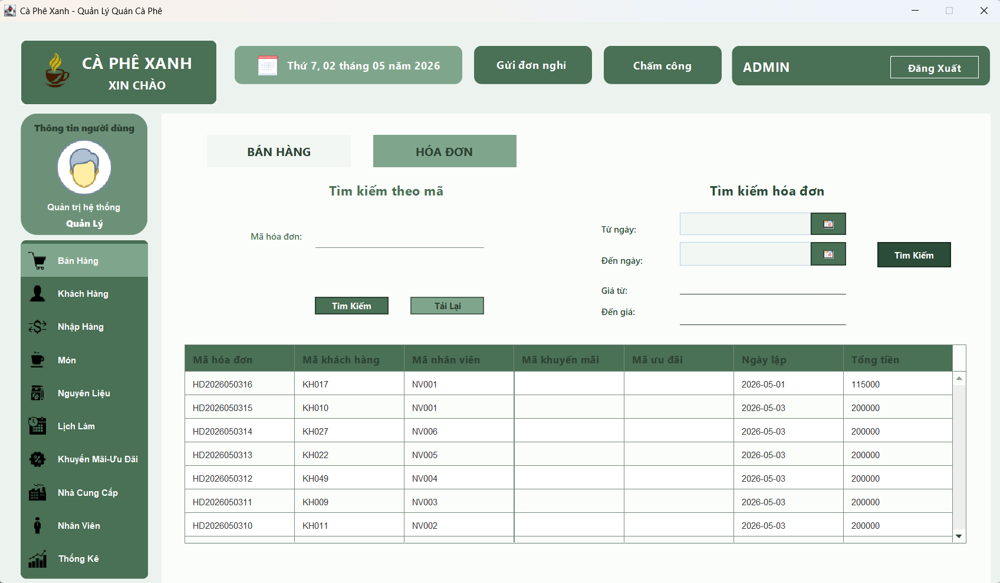 Cà Phê Xanh - Quản Lý Quán Cà Phê
CÀ PHÊ XANH
XIN CHÀO
Thứ 7, 02 tháng 05 năm 2026
Gửi đơn nghỉ
Chấm công
ADMIN
Đăng Xuất
Thông tin người dùng
Quản trị hệ thống
Quản Lý
Bán Hàng
Khách Hàng
Nhập Hàng
Món
Nguyên Liệu
Lịch Làm
Khuyến Mãi-Ưu Đãi
Nhà Cung Cấp
Nhân Viên
Thống Kê
BÁN HÀNG
HÓA ĐƠN
Tìm kiếm theo mã
Mã hóa đơn:
Tìm Kiếm
Tải Lại
Tìm kiếm hóa đơn
Từ ngày:
Đến ngày:
Giá từ:
Đến giá:
Tìm Kiếm
Mã hóa đơn Mã khách hàng Mã nhân viên Mã khuyến mãi Mã ưu đãi Ngày lập Tổng tiền
HD2026050316 KH017 NV001 2026-05-01 115000
HD2026050315 KH010 NV001 2026-05-03 200000
HD2026050314 KH027 NV006 2026-05-03 200000
HD2026050313 KH022 NV005 2026-05-03 200000
HD2026050312 KH049 NV004 2026-05-03 200000
HD2026050311 KH009 NV003 2026-05-03 200000
HD2026050310 KH011 NV002 2026-05-03 200000